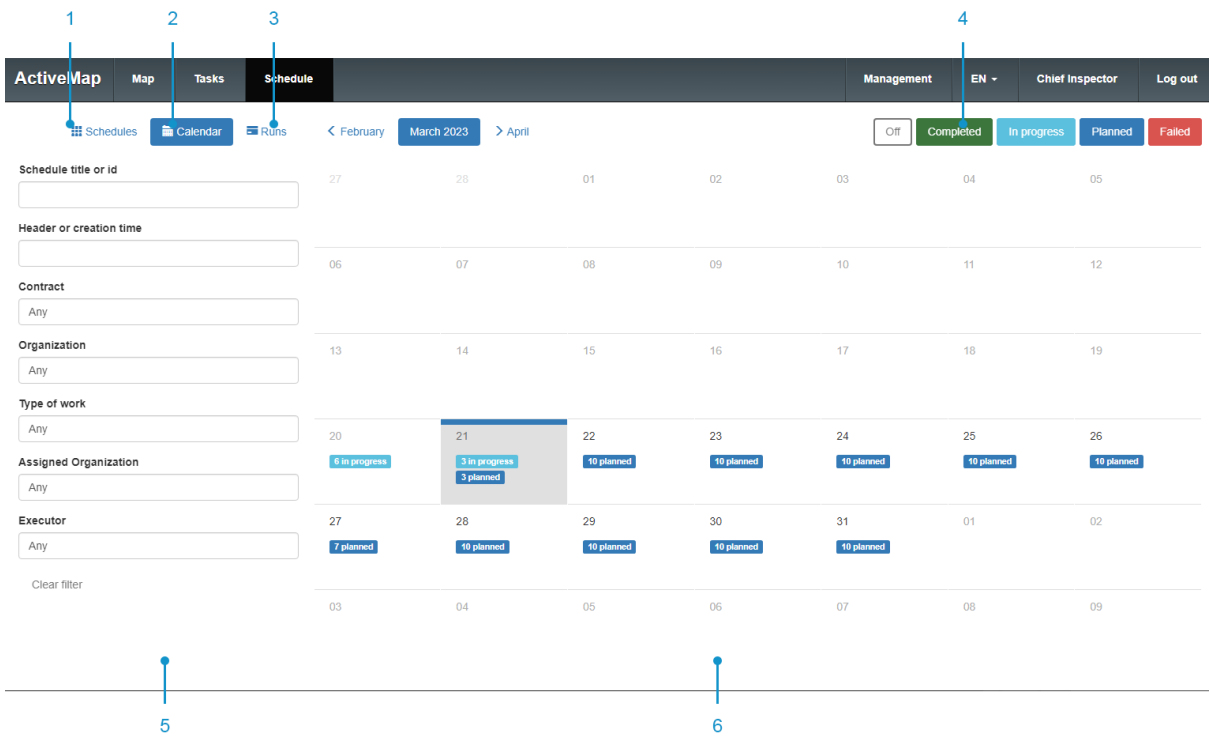 1 2 3 4
ActiveMap Map Tasks Schedule Management EN Chief Inspector Log out
Schedules Calendar Runs < February March 2023 > April Off Completed In progress Planned Failed
Schedule title or id
27 28 01 02 03 04 05
Header or creation time
06 07 08 09 10 11 12
Contract
Any
Organization
13 14 15 16 17 18 19
Any
Type of work
Any
20 21 22 23 24 25 26
Assigned Organization
6 in progress 3 in progress 10 planned 10 planned 10 planned 10 planned 10 planned
3 planned
Any
Executor
27 28 29 30 31 01 02
Any
7 planned 10 planned 10 planned 10 planned 10 planned
Clear filter
03 04 05 06 07 08 09
5 6